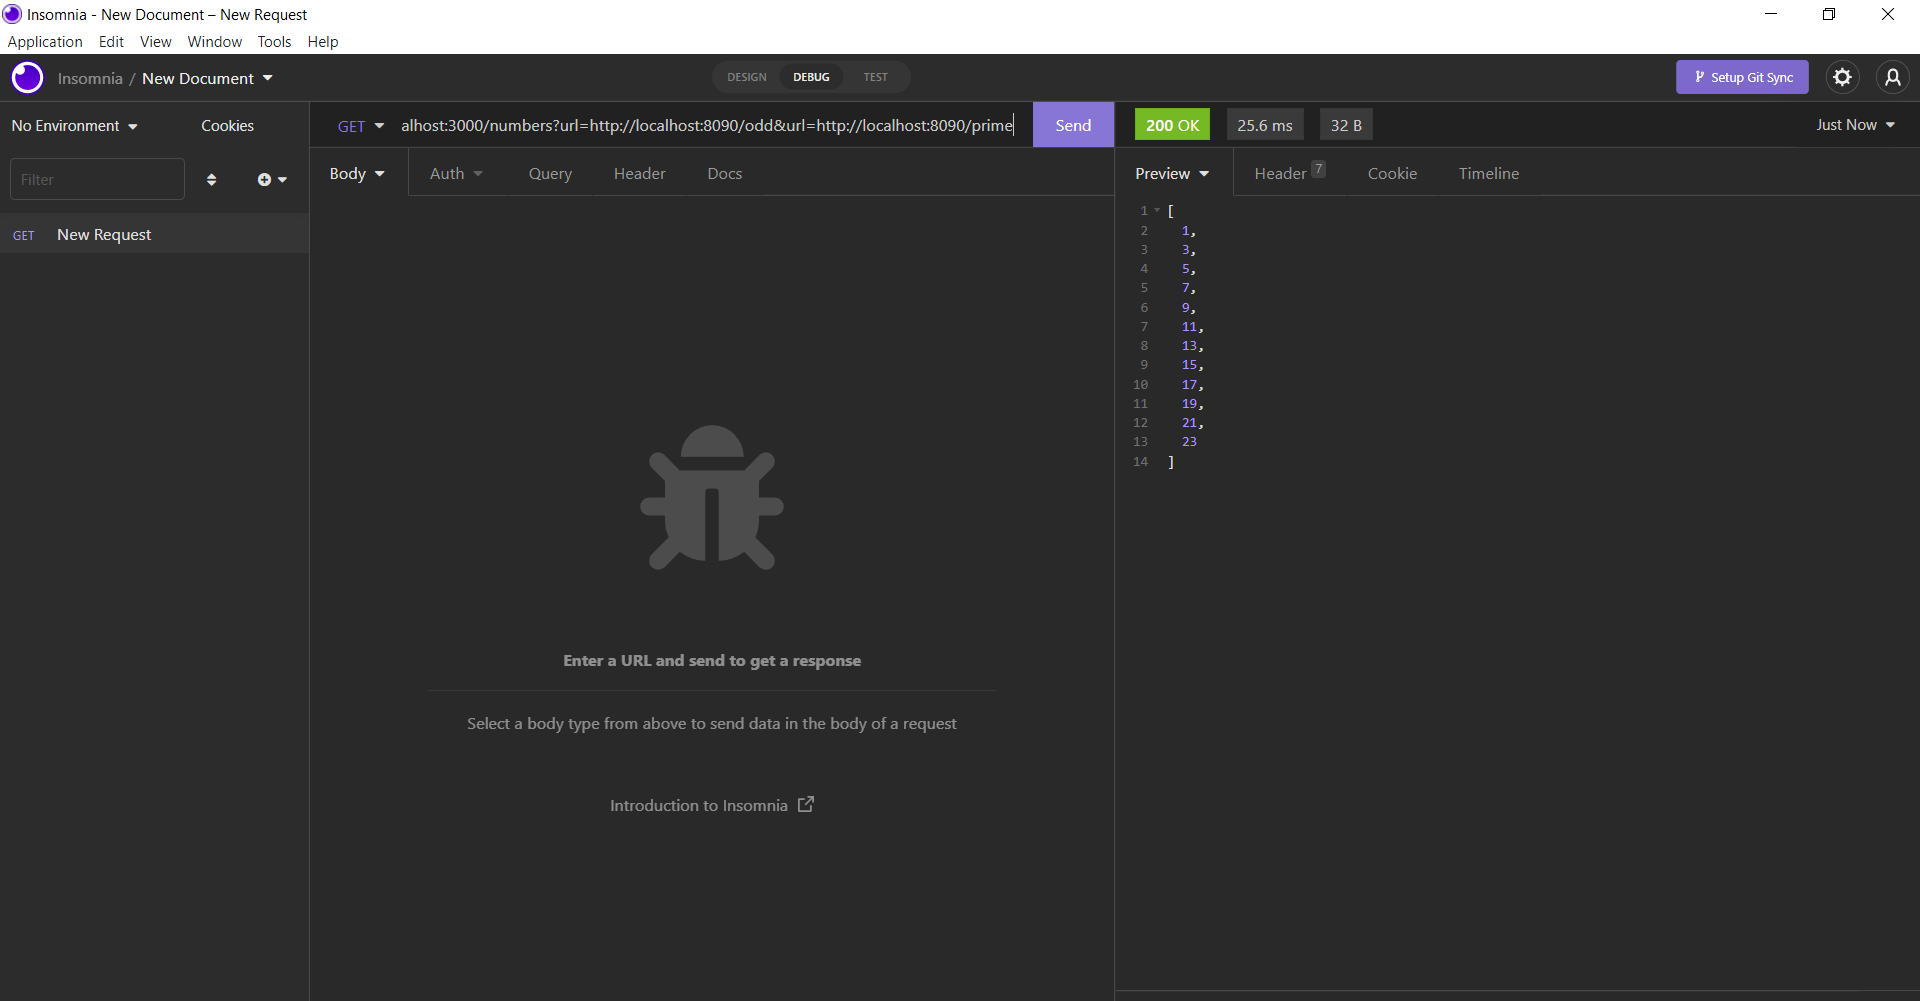 Insomnia - New Document – New Request
Application Edit View Window Tools Help
Insomnia / New Document
DESIGN DEBUG TEST
Setup Git Sync
No Environment Cookies
GET alhost:3000/numbers?url=http://localhost:8090/odd&url=http://localhost:8090/prime Send
200 OK 25.6 ms 32 B Just Now
Filter
GET New Request
Body Auth Query Header Docs
Enter a URL and send to get a response
Select a body type from above to send data in the body of a request
Introduction to Insomnia
Preview Header 7 Cookie Timeline
1 [
2 1,
3 3,
4 5,
5 7,
6 9,
7 11,
8 13,
9 15,
10 17,
11 19,
12 21,
13 23
14 ]